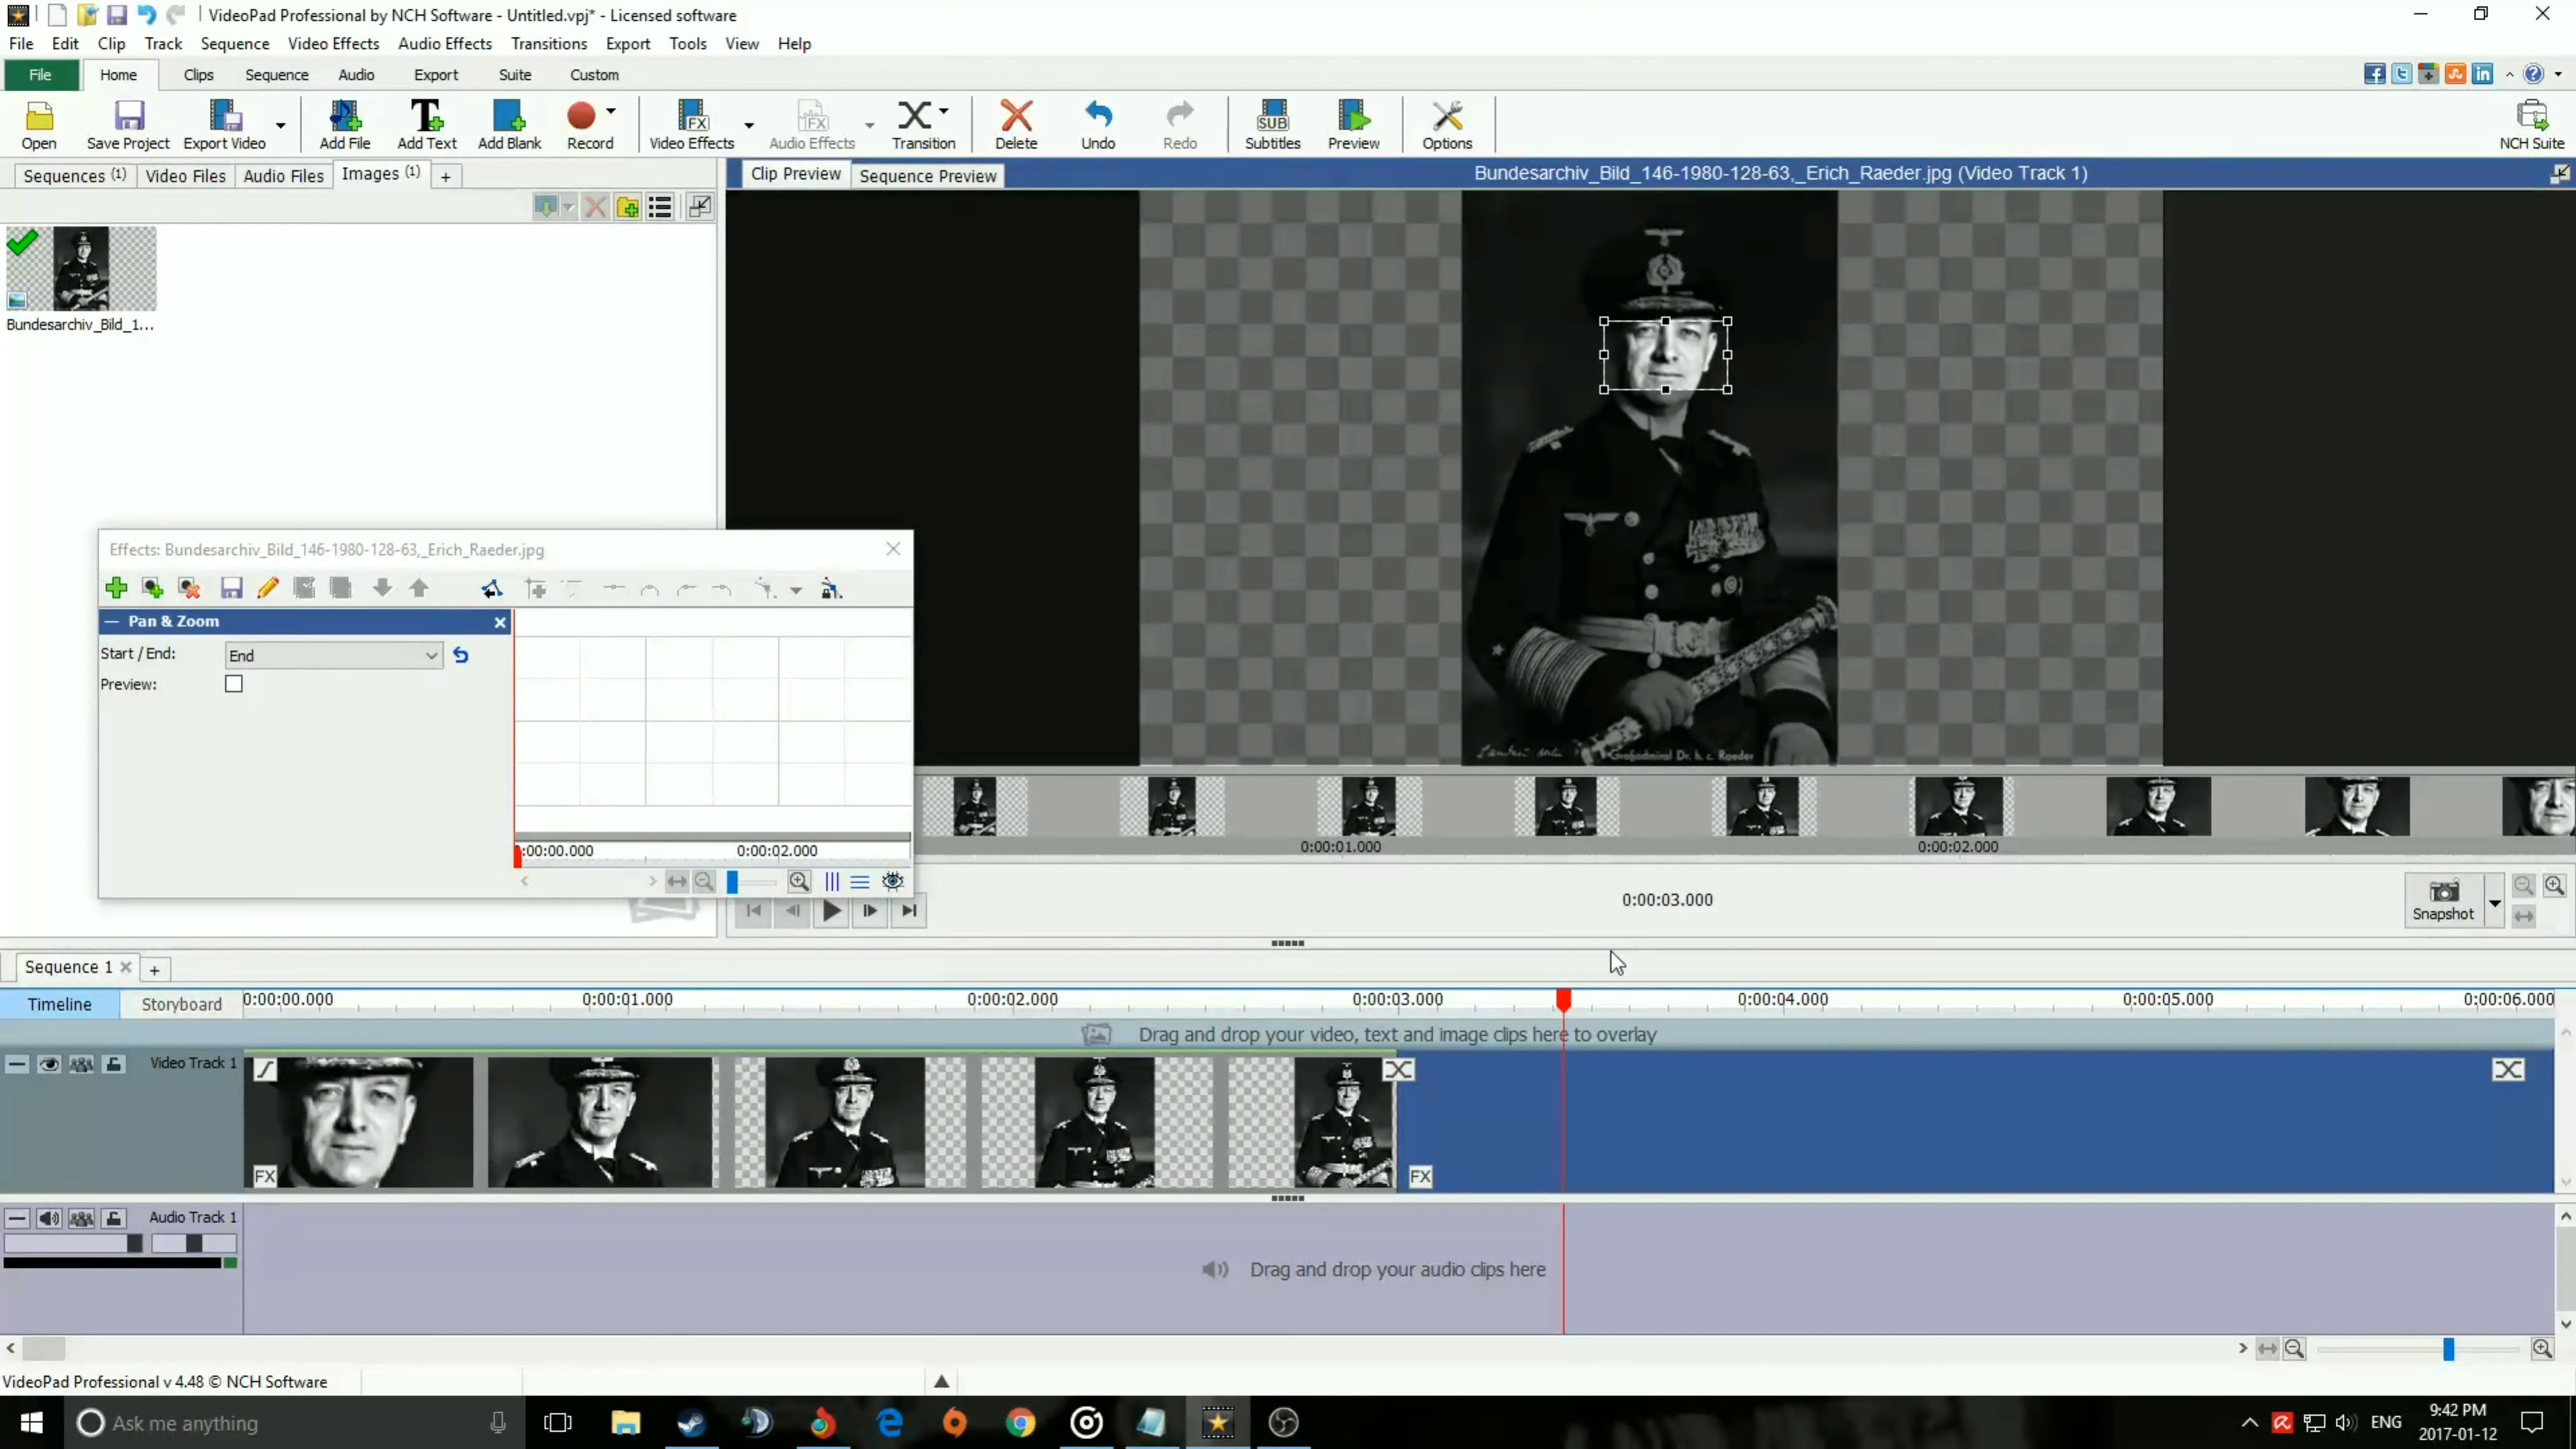 VideoPad Professional by NCH Software - Untitled.vpj* - Licensed software
File Edit Clip Track Sequence Video Effects Audio Effects Transitions Export Tools View Help
File Home Clips Sequence Audio Export Suite Custom
Open Save Project Export Video Add File Add Text Add Blank Record Video Effects Audio Effects Transition Delete Undo Redo Subtitles Preview Options NCH Suite
Sequences (1) Video Files Audio Files Images (1) +
Clip Preview Sequence Preview Bundesarchiv_Bild_146-1980-128-63,_Erich_Raeder.jpg (Video Track 1)
Bundesarchiv_Bild_1...
Effects: Bundesarchiv_Bild_146-1980-128-63,_Erich_Raeder.jpg
Pan & Zoom
Start / End: End
Preview:
Großadmiral Dr. h. c. Raeder
:00:00.000 0:00:02.000
0:00:01.000 0:00:02.000
0:00:03.000
Snapshot
Sequence 1 +
Timeline Storyboard 0:00:00.000 0:00:01.000 0:00:02.000 0:00:03.000 0:00:04.000 0:00:05.000 0:00:06.000
Drag and drop your video, text and image clips here to overlay
Video Track 1
FX FX
Audio Track 1
Drag and drop your audio clips here
VideoPad Professional v 4.48 © NCH Software
Ask me anything
ENG 9:42 PM
2017-01-12